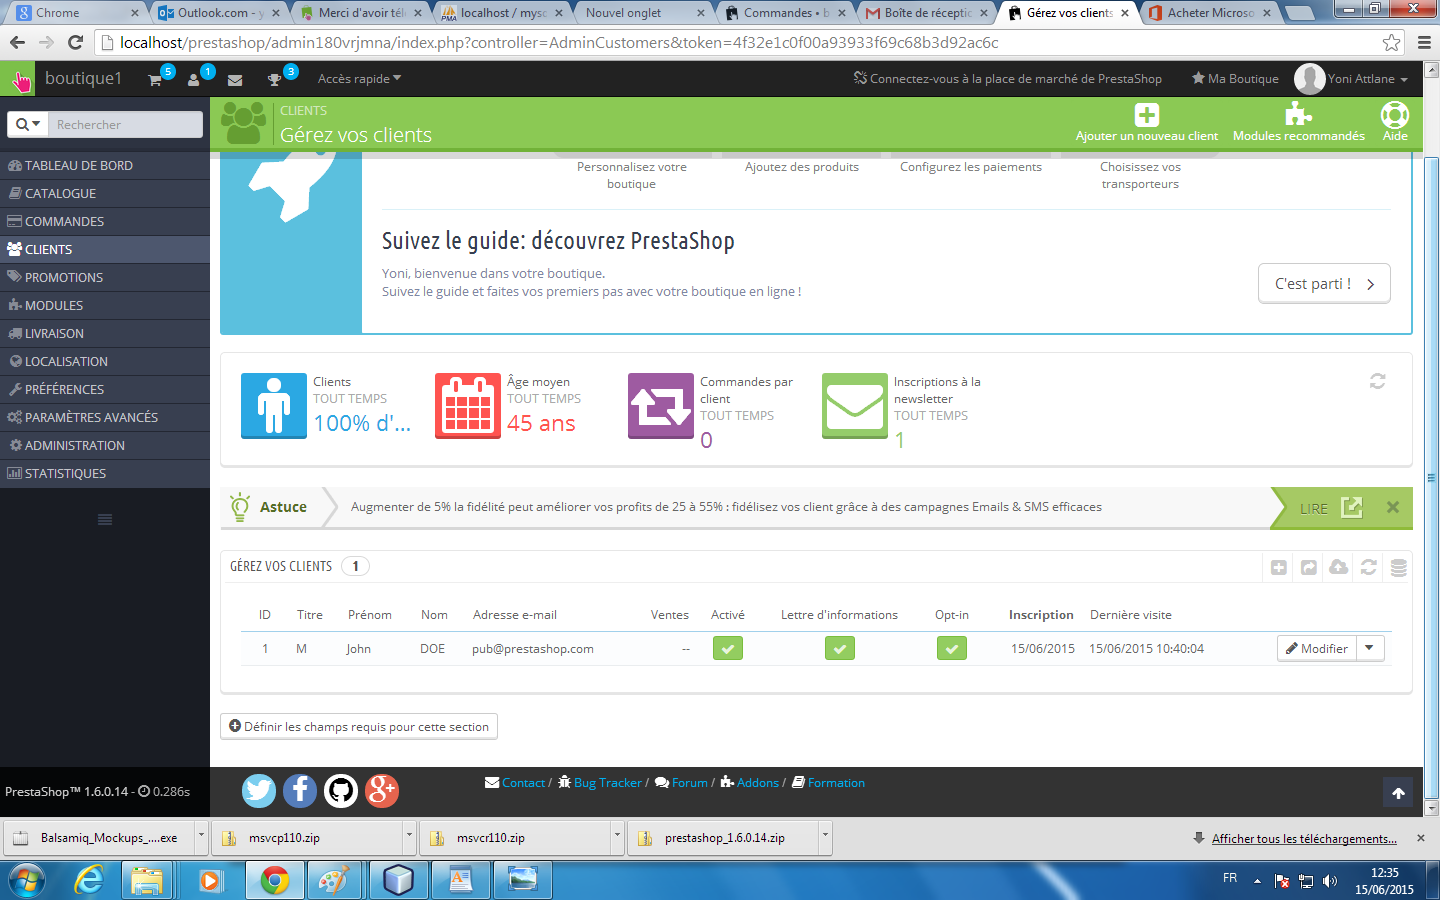 Chrome
Outlook.com - y
Merci d'avoir télé
localhost / mysq
Nouvel onglet
Commandes • b
Boîte de réceptic
Gérez vos clients
Acheter Microso
localhost/prestashop/admin180vrjmna/index.php?controller=AdminCustomers&token=4f32e1c0f00a93933f69c68b3d92ac6c
boutique1
5
1
3
Accès rapide
Connectez-vous à la place de marché de PrestaShop
Ma Boutique
Yoni Attlane
Rechercher
CLIENTS
Gérez vos clients
Ajouter un nouveau client
Modules recommandés
Aide
TABLEAU DE BORD
CATALOGUE
COMMANDES
CLIENTS
PROMOTIONS
MODULES
LIVRAISON
LOCALISATION
PRÉFÉRENCES
PARAMÈTRES AVANCÉS
ADMINISTRATION
STATISTIQUES
Personnalisez votre
boutique
Ajoutez des produits
Configurez les paiements
Choisissez vos
transporteurs
Suivez le guide: découvrez PrestaShop
Yoni, bienvenue dans votre boutique.
Suivez le guide et faites vos premiers pas avec votre boutique en ligne !
C'est parti !
Clients
TOUT TEMPS
100% d'...
Âge moyen
TOUT TEMPS
45 ans
Commandes par
client
TOUT TEMPS
0
Inscriptions à la
newsletter
TOUT TEMPS
1
Astuce
Augmenter de 5% la fidélité peut améliorer vos profits de 25 à 55% : fidélisez vos client grâce à des campagnes Emails & SMS efficaces
LIRE
GÉREZ VOS CLIENTS 1
ID Titre Prénom Nom Adresse e-mail Ventes Activé Lettre d'informations Opt-in Inscription Dernière visite
1 M John DOE pub@prestashop.com -- 15/06/2015 15/06/2015 10:40:04 Modifier
Définir les champs requis pour cette section
PrestaShop™ 1.6.0.14 - 0.286s
Contact / Bug Tracker / Forum / Addons / Formation
Balsamiq_Mockups_....exe
msvcp110.zip
msvcr110.zip
prestashop_1.6.0.14.zip
Afficher tous les téléchargements...
FR
12:35
15/06/2015